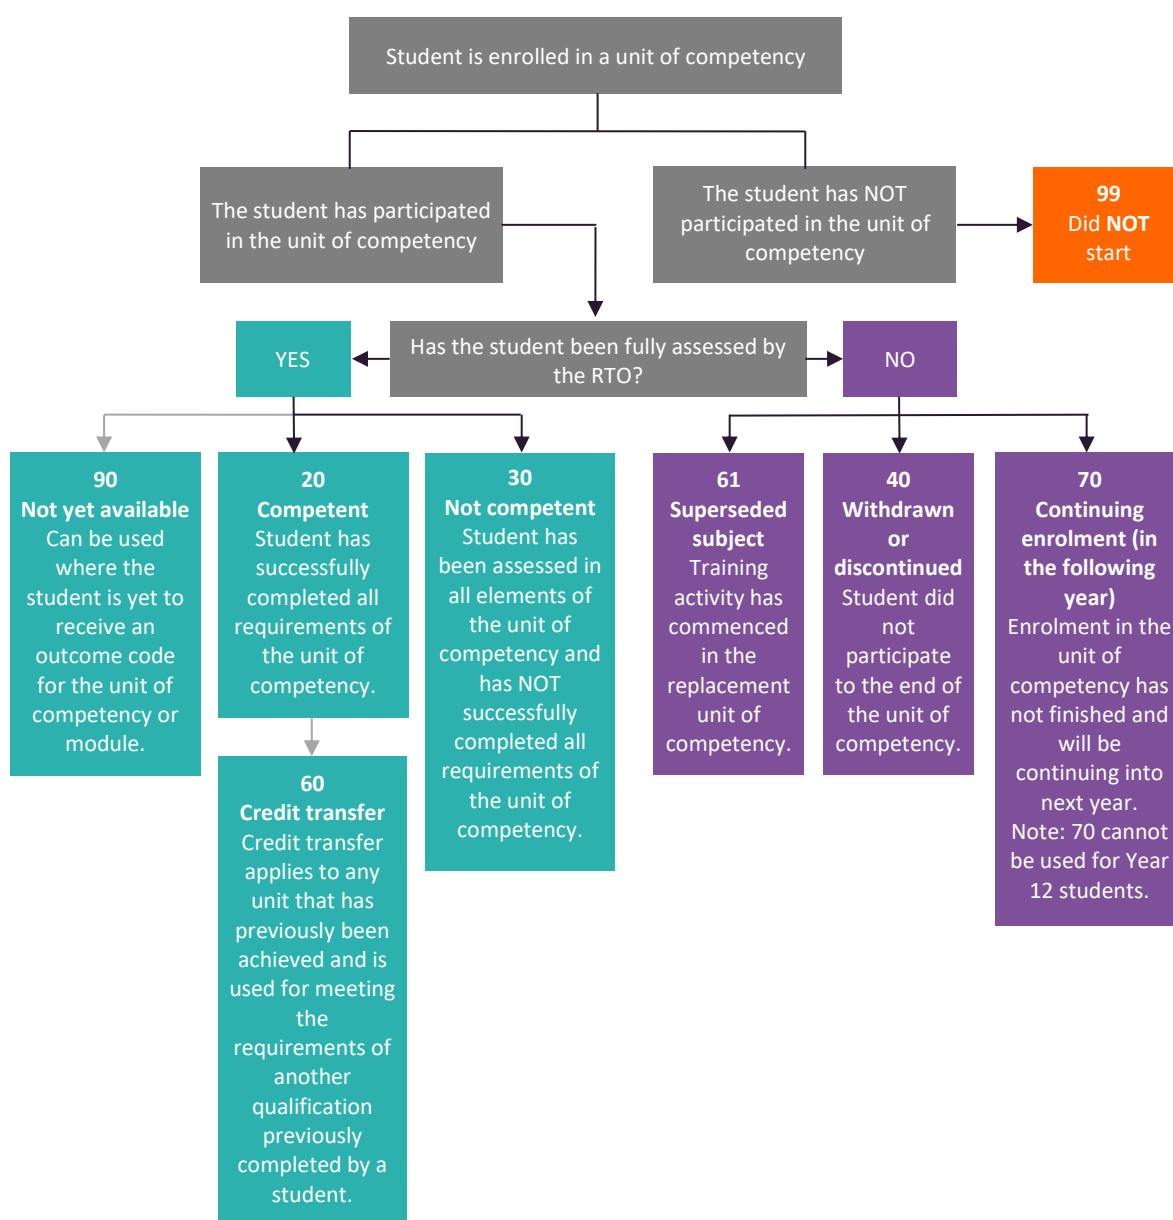 Student is enrolled in a unit of competency
The student has participated
in the unit of competency
The student has NOT
participated in the unit of
competency
99
Did NOT
start
YES
Has the student been fully assessed by
the RTO?
NO
90
Not yet available
Can be used
where the
student is yet to
receive an
outcome code
for the unit of
competency or
module.
20
Competent
Student has
successfully
completed all
requirements of
the unit of
competency.
30
Not competent
Student has
been assessed in
all elements of
the unit of
competency and
has NOT
successfully
completed all
requirements of
the unit of
competency.
61
Superseded
subject
Training
activity has
commenced
in the
replacement
unit of
competency.
40
Withdrawn
or
discontinued
Student did
not
participate
to the end of
the unit of
competency.
70
Continuing
enrolment (in
the following
year)
Enrolment in the
unit of
competency has
not finished and
will be
continuing into
next year.
Note: 70 cannot
be used for Year
12 students.
60
Credit transfer
Credit transfer
applies to any
unit that has
previously been
achieved and is
used for meeting
the
requirements of
another
qualification
previously
completed by a
student.